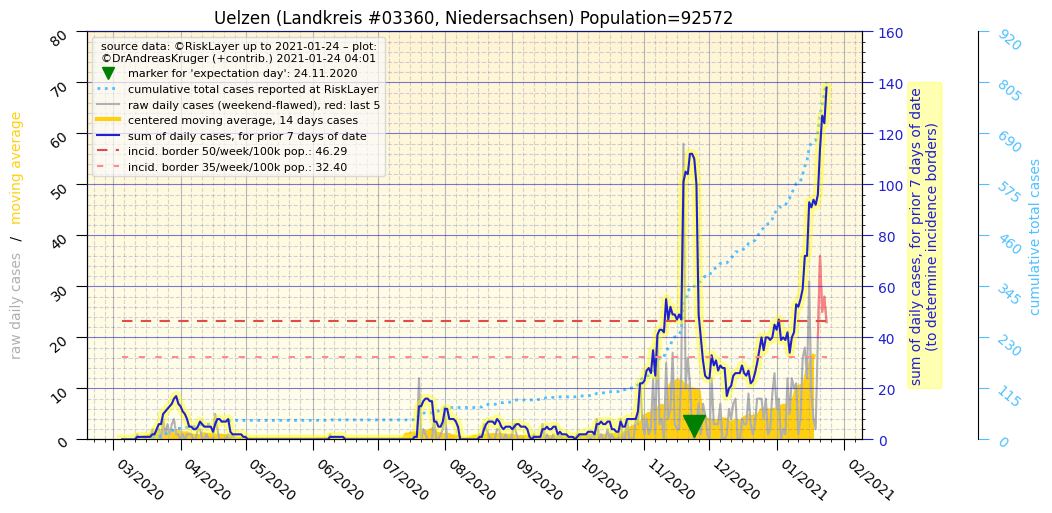 Uelzen (Landkreis #03360, Niedersachsen) Population=92572
source data: ©RiskLayer up to 2021-01-24 – plot:
©DrAndreasKruger (+contrib.) 2021-01-24 04:01
marker for 'expectation day': 24.11.2020
cumulative total cases reported at RiskLayer
raw daily cases (weekend-flawed), red: last 5
centered moving average, 14 days cases
sum of daily cases, for prior 7 days of date
incid. border 50/week/100k pop.: 46.29
incid. border 35/week/100k pop.: 32.40
raw daily cases / moving average
80
70
60
50
40
30
20
10
0
03/2020
04/2020
05/2020
06/2020
07/2020
08/2020
09/2020
10/2020
11/2020
12/2020
01/2021
02/2021
160
140
120
100
80
60
40
20
0
sum of daily cases, for prior 7 days of date
(to determine incidence borders)
920
805
690
575
460
345
230
115
0
cumulative total cases